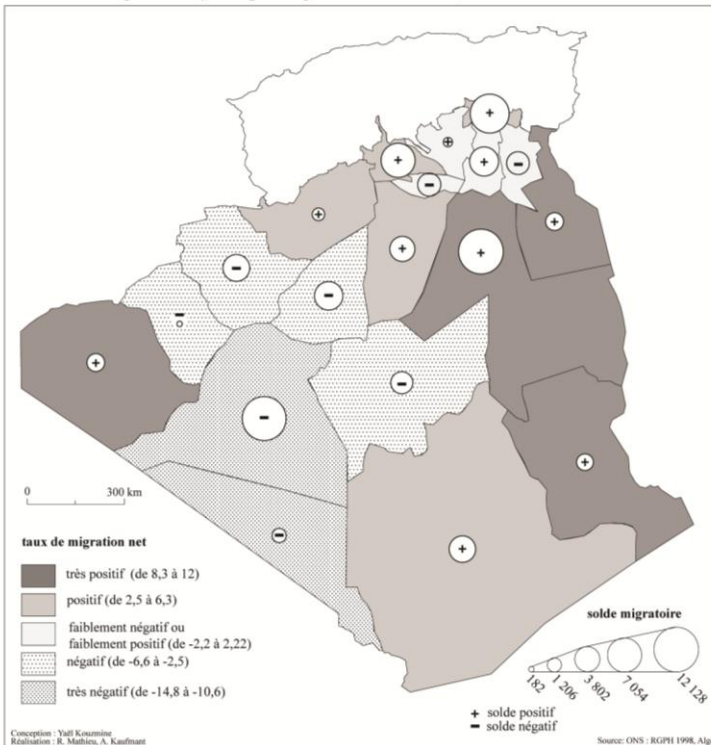 0 300 km
taux de migration net
très positif (de 8,3 à 12)
positif (de 2,5 à 6,3)
faiblement négatif ou
faiblement positif (de -2,2 à 2,22)
négatif (de -6,6 à -2,5)
très négatif (de -14,8 à -10,6)
solde migratoire
182
1 206
3 802
7 054
12 128
+ solde positif
- solde négatif
Conception : Yaël Kouzmine
Réalisation : R. Mathieu, A. Kaufmant
Source: ONS : RGPH 1998, Alg